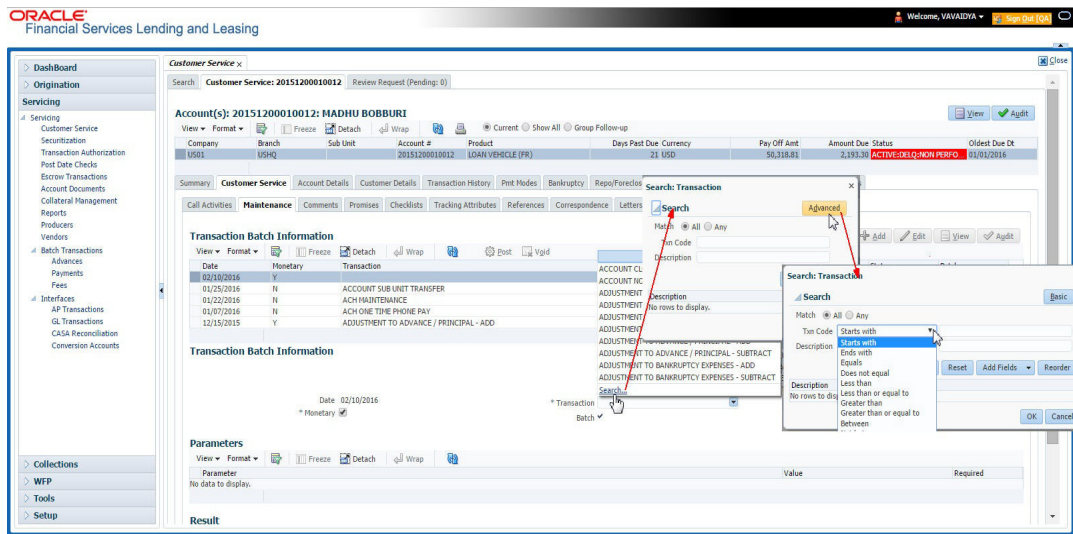 ORACLE
Financial Services Lending and Leasing
Welcome, VAVAIDYA
Sign Out [QA]
DashBoard
Origination
Servicing
Servicing
Customer Service
Securitization
Transaction Authorization
Post Date Checks
Escrow Transactions
Account Documents
Collateral Management
Reports
Producers
Vendors
Batch Transactions
Advances
Payments
Fees
Interfaces
AP Transactions
GL Transactions
CASA Reconciliation
Conversion Accounts
Collections
WFP
Tools
Setup
Customer Service x
Close
Search Customer Service: 20151200010012 Review Request (Pending: 0)
Account(s): 20151200010012: MADHU BOBBURI
View Audit
View Format Freeze Detach Wrap Current Show All Group Follow-up
Company Branch Sub Unit Account # Product Days Past Due Currency Pay Off Amt Amount Due Status Oldest Due Dt
US01 USHQ 20151200010012 LOAN VEHICLE (FR) 21 USD 50,318.81 2,193.30 ACTIVE:DELQ:NON PERFO... 01/01/2016
Summary Customer Service Account Details Customer Details Transaction History Pmt Modes Bankruptcy Repo/Foreclos
Call Activities Maintenance Comments Promises Checklists Tracking Attributes References Correspondence Letters
Transaction Batch Information
Add Edit View Audit
View Format Freeze Detach Wrap Post Void
Date Monetary Transaction
02/10/2016 Y
01/25/2016 N ACCOUNT SUB UNIT TRANSFER
01/22/2016 N ACH MAINTENANCE
01/07/2016 N ACH ONE TIME PHONE PAY
12/15/2015 Y ADJUSTMENT TO ADVANCE / PRINCIPAL - ADD
Transaction Batch Information
Date 02/10/2016
* Monetary
* Transaction
Batch
ACCOUNT CL
ACCOUNT NC
ADJUSTMENT
ADJUSTMENT
ADJUSTMENT
ADJUSTMENT
ADJUSTMENT
ADJUSTMENT TO ADVANCE / PRINCIPAL - SUBTRACT
ADJUSTMENT TO BANKRUPTCY EXPENSES - ADD
ADJUSTMENT TO BANKRUPTCY EXPENSES - SUBTRACT
Search...
Search: Transaction x
Search
Advanced
Match All Any
Txn Code
Description
Description
No rows to display.
Search: Transaction
Search
Basic
Match All Any
Txn Code Starts with
Description
Starts with
Ends with
Equals
Does not equal
Less than
Less than or equal to
Greater than
Greater than or equal to
Between
Reset Add Fields Reorder
Description
No rows to disp
OK Cancel
Parameters
View Format Freeze Detach Wrap
Parameter Value Required
No data to display.
Result